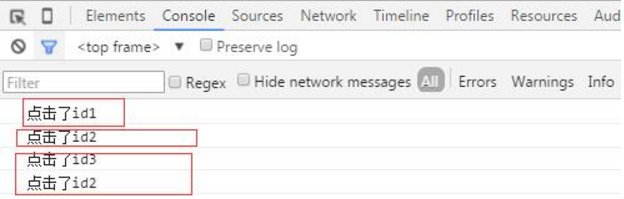 Elements Console Sources Network Timeline Profiles Resources Aud
<top frame> ▼ Preserve log
Filter Regex Hide network messages All Errors Warnings Info
点击了id1
点击了id2
点击了id3
点击了id2